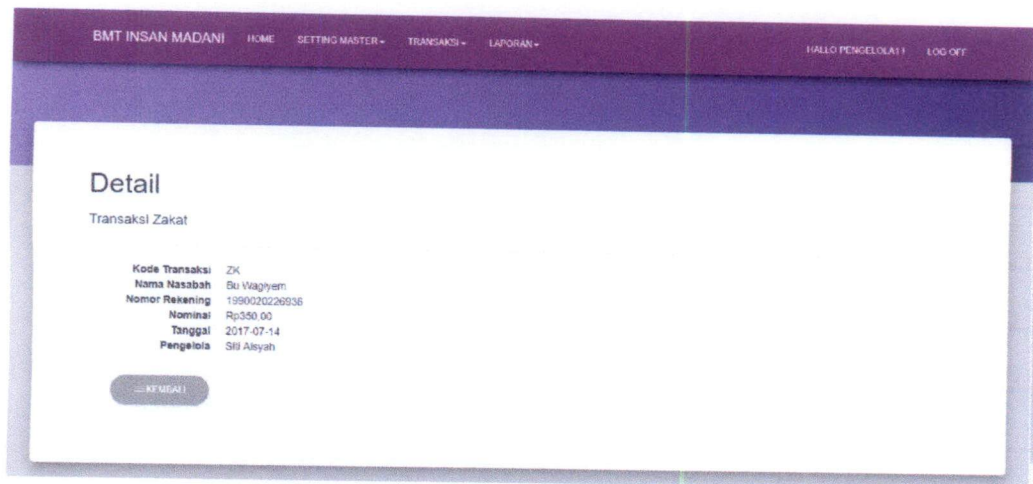 BMT INSAN MADANI HOME SETTING MASTER TRANSAKSI LAPORAN HALLO PENGELOLA1 ! LOG OFF
Detail
Transaksi Zakat
Kode Transaksi ZK
Nama Nasabah Bu Wagiyem
Nomor Rekening 1990020226936
Nominal Rp350,00
Tanggal 2017-07-14
Pengelola Siti Aisyah
KEMBALI